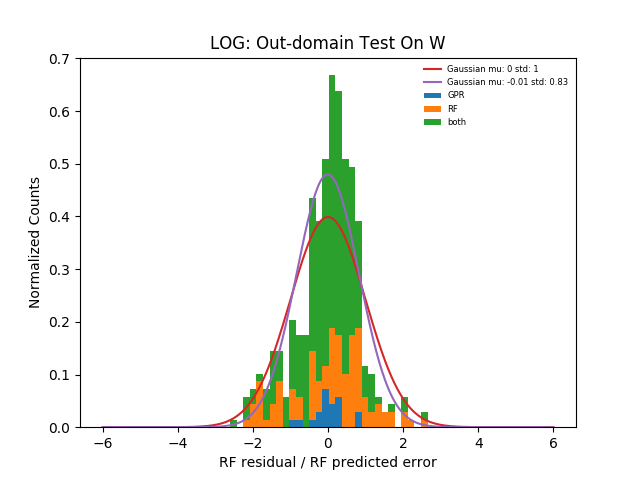 LOG: Out-domain Test On W
Gaussian mu: 0 std: 1
Gaussian mu: -0.01 std: 0.83
GPR
RF
both
Normalized Counts
0.7
0.6
0.5
0.4
0.3
0.2
0.1
0.0
−6 −4 −2 0 2 4 6
RF residual / RF predicted error